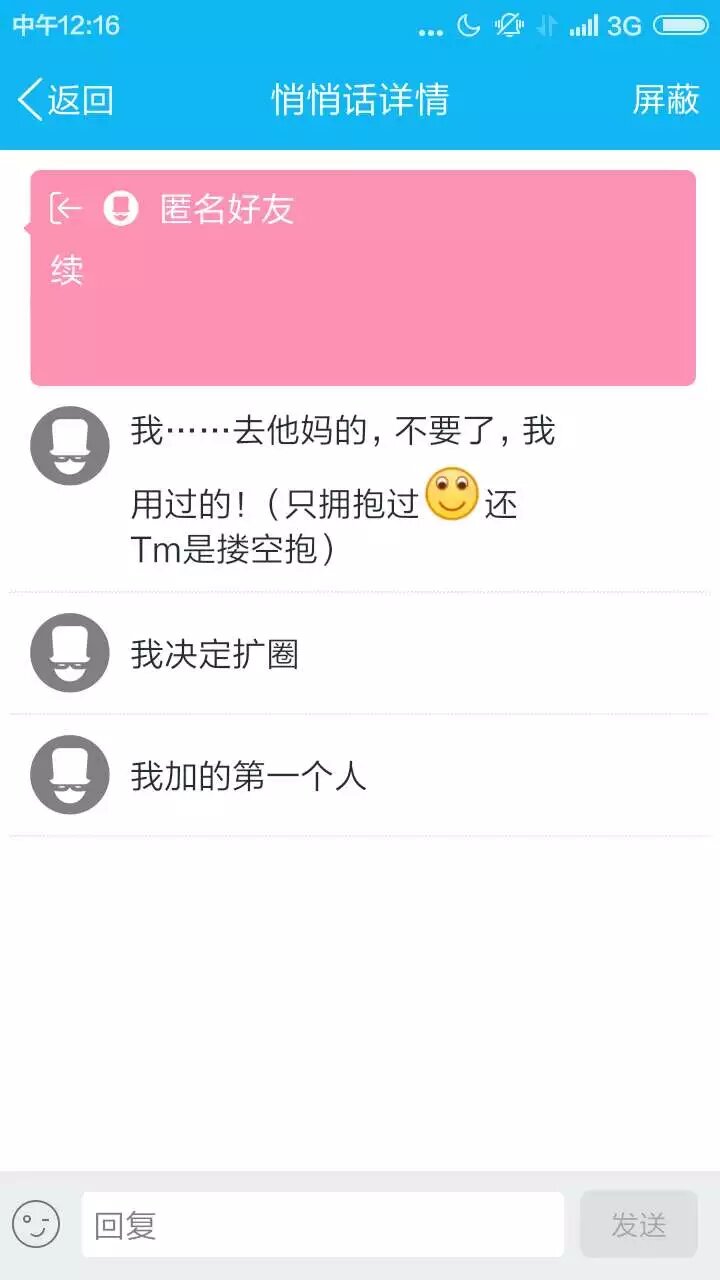 中午12:16
3G
返回
悄悄话详情
屏蔽
匿名好友
续
我……去他妈的，不要了，我
用过的！（只拥抱过还
Tm是搂空抱）
我决定扩圈
我加的第一个人
回复
发送